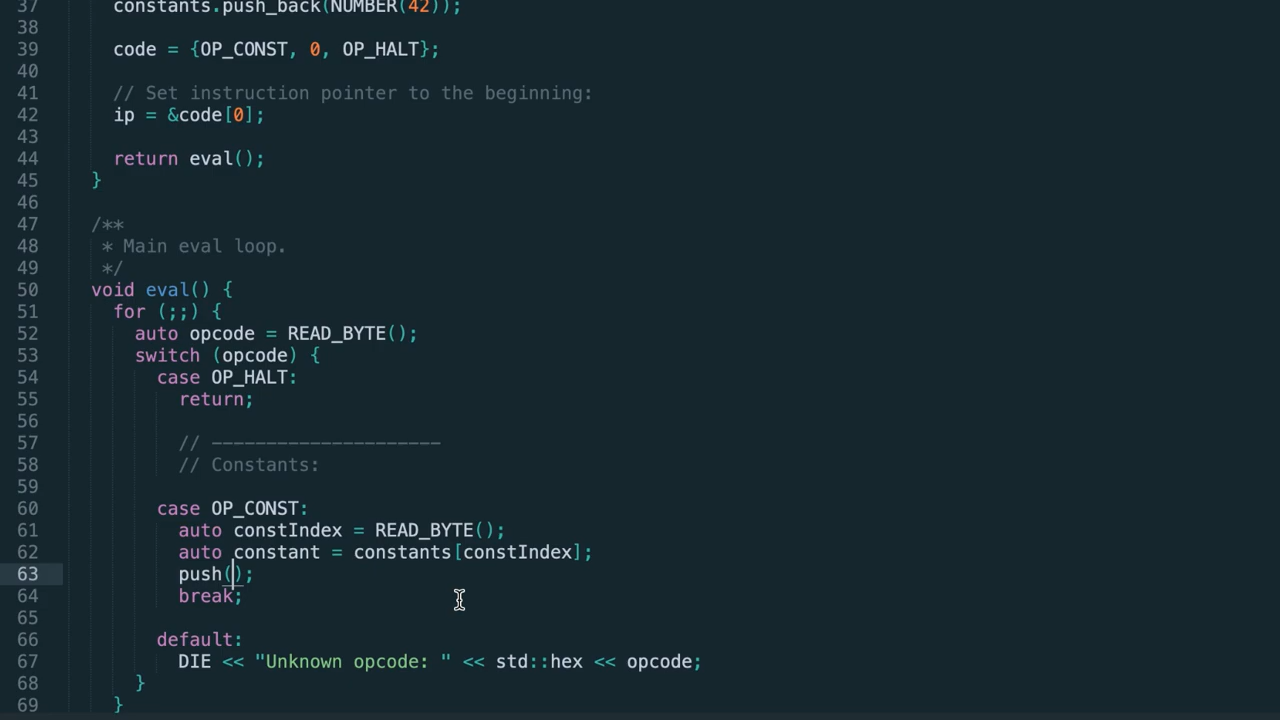 37 constants.push_back(NUMBER(42));
38
39 code = {OP_CONST, 0, OP_HALT};
40
41 // Set instruction pointer to the beginning:
42 ip = &code[0];
43
44 return eval();
45 }
46
47 /**
48 * Main eval loop.
49 */
50 void eval() {
51 for (;;) {
52 auto opcode = READ_BYTE();
53 switch (opcode) {
54 case OP_HALT:
55 return;
56
57 // ---------------------
58 // Constants:
59
60 case OP_CONST:
61 auto constIndex = READ_BYTE();
62 auto constant = constants[constIndex];
63 push();
64 break;
65
66 default:
67 DIE << "Unknown opcode: " << std::hex << opcode;
68 }
69 }